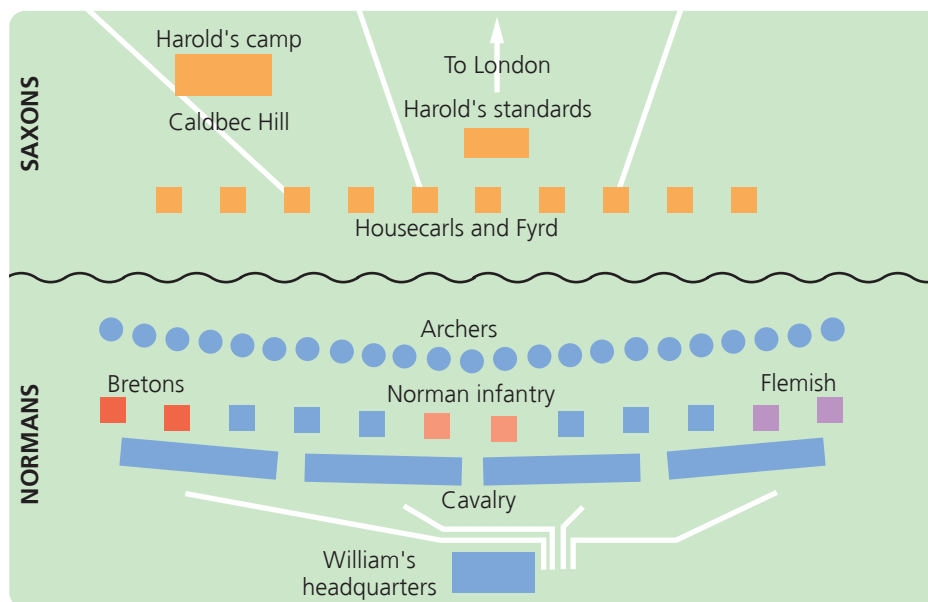 SAXONS
Harold's camp
To London
Harold's standards
Caldbec Hill
Housecarls and Fyrd
NORMANS
Archers
Bretons
Norman infantry
Flemish
Cavalry
William's
headquarters